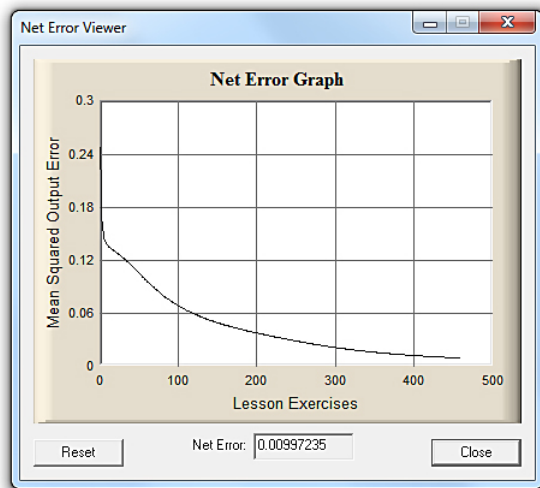 Net Error Viewer
Net Error Graph
Mean Squared Output Error
0.3
0.24
0.18
0.12
0.06
0
0 100 200 300 400 500
Lesson Exercises
Reset
Net Error: 0.00997235
Close